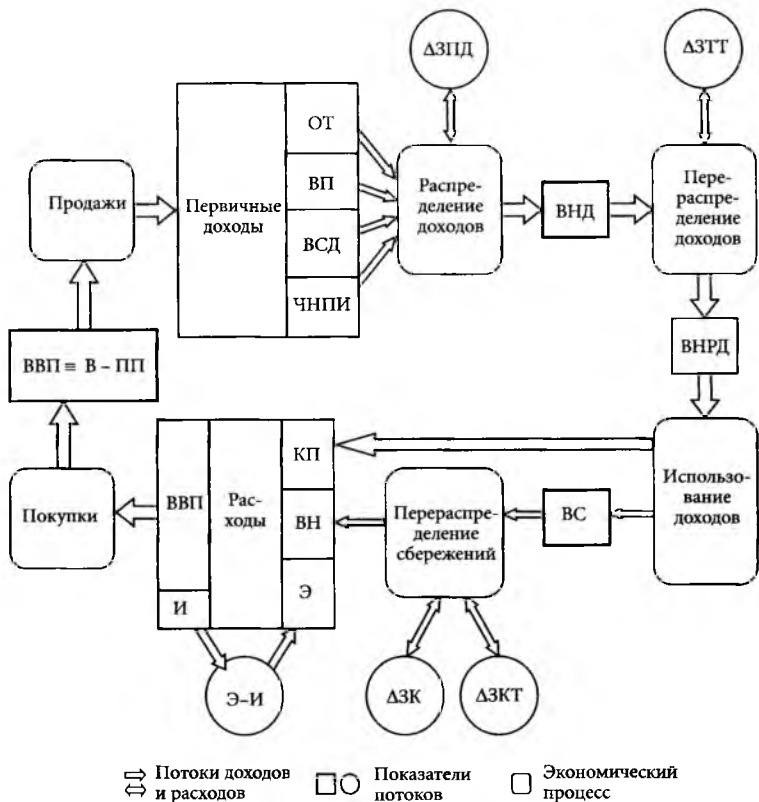 ΔЗПД
ΔЗТТ
ОТ
ВП
ВСД
ЧНПИ
Первичные
доходы
Продажи
Распре-
деление
доходов
ВНД
Пере-
распре-
деление
доходов
ВНРД
ВВП ≡ В – ПП
Покупки
ВВП
И
Рас-
ходы
КП
ВН
Э
Перераспре-
деление
сбережений
ВС
Использо-
вание
доходов
Э–И
ΔЗК
ΔЗКТ
Потоки доходов
и расходов
Показатели
потоков
Экономический
процесс